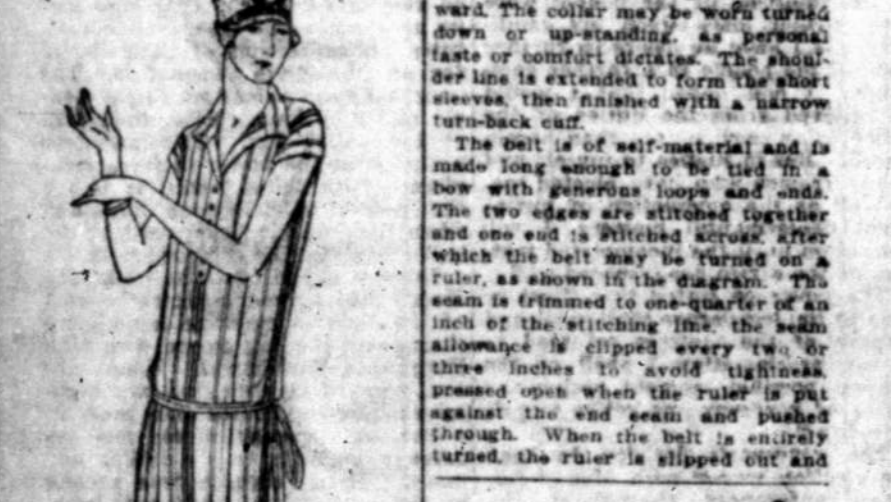 ward. The collar may be worn turned
down or up-standing, as personal
taste or comfort dictates. The shoul-
der line is extended to form the short
sleeves, then finished with a narrow
turn-back cuff.
The belt is of self-material and is
made long enough to be tied in a
bow with generous loops and ends.
The two edges are stitched together
and one end is stitched across, after
which the belt may be turned on a
ruler, as shown in the diagram. The
seam is trimmed to one-quarter of an
inch of the stitching line, the seam
allowance is clipped every two or
three inches to avoid tightness,
pressed open when the ruler is put
against the end seam and pushed
through. When the belt is entirely
turned, the ruler is slipped out and